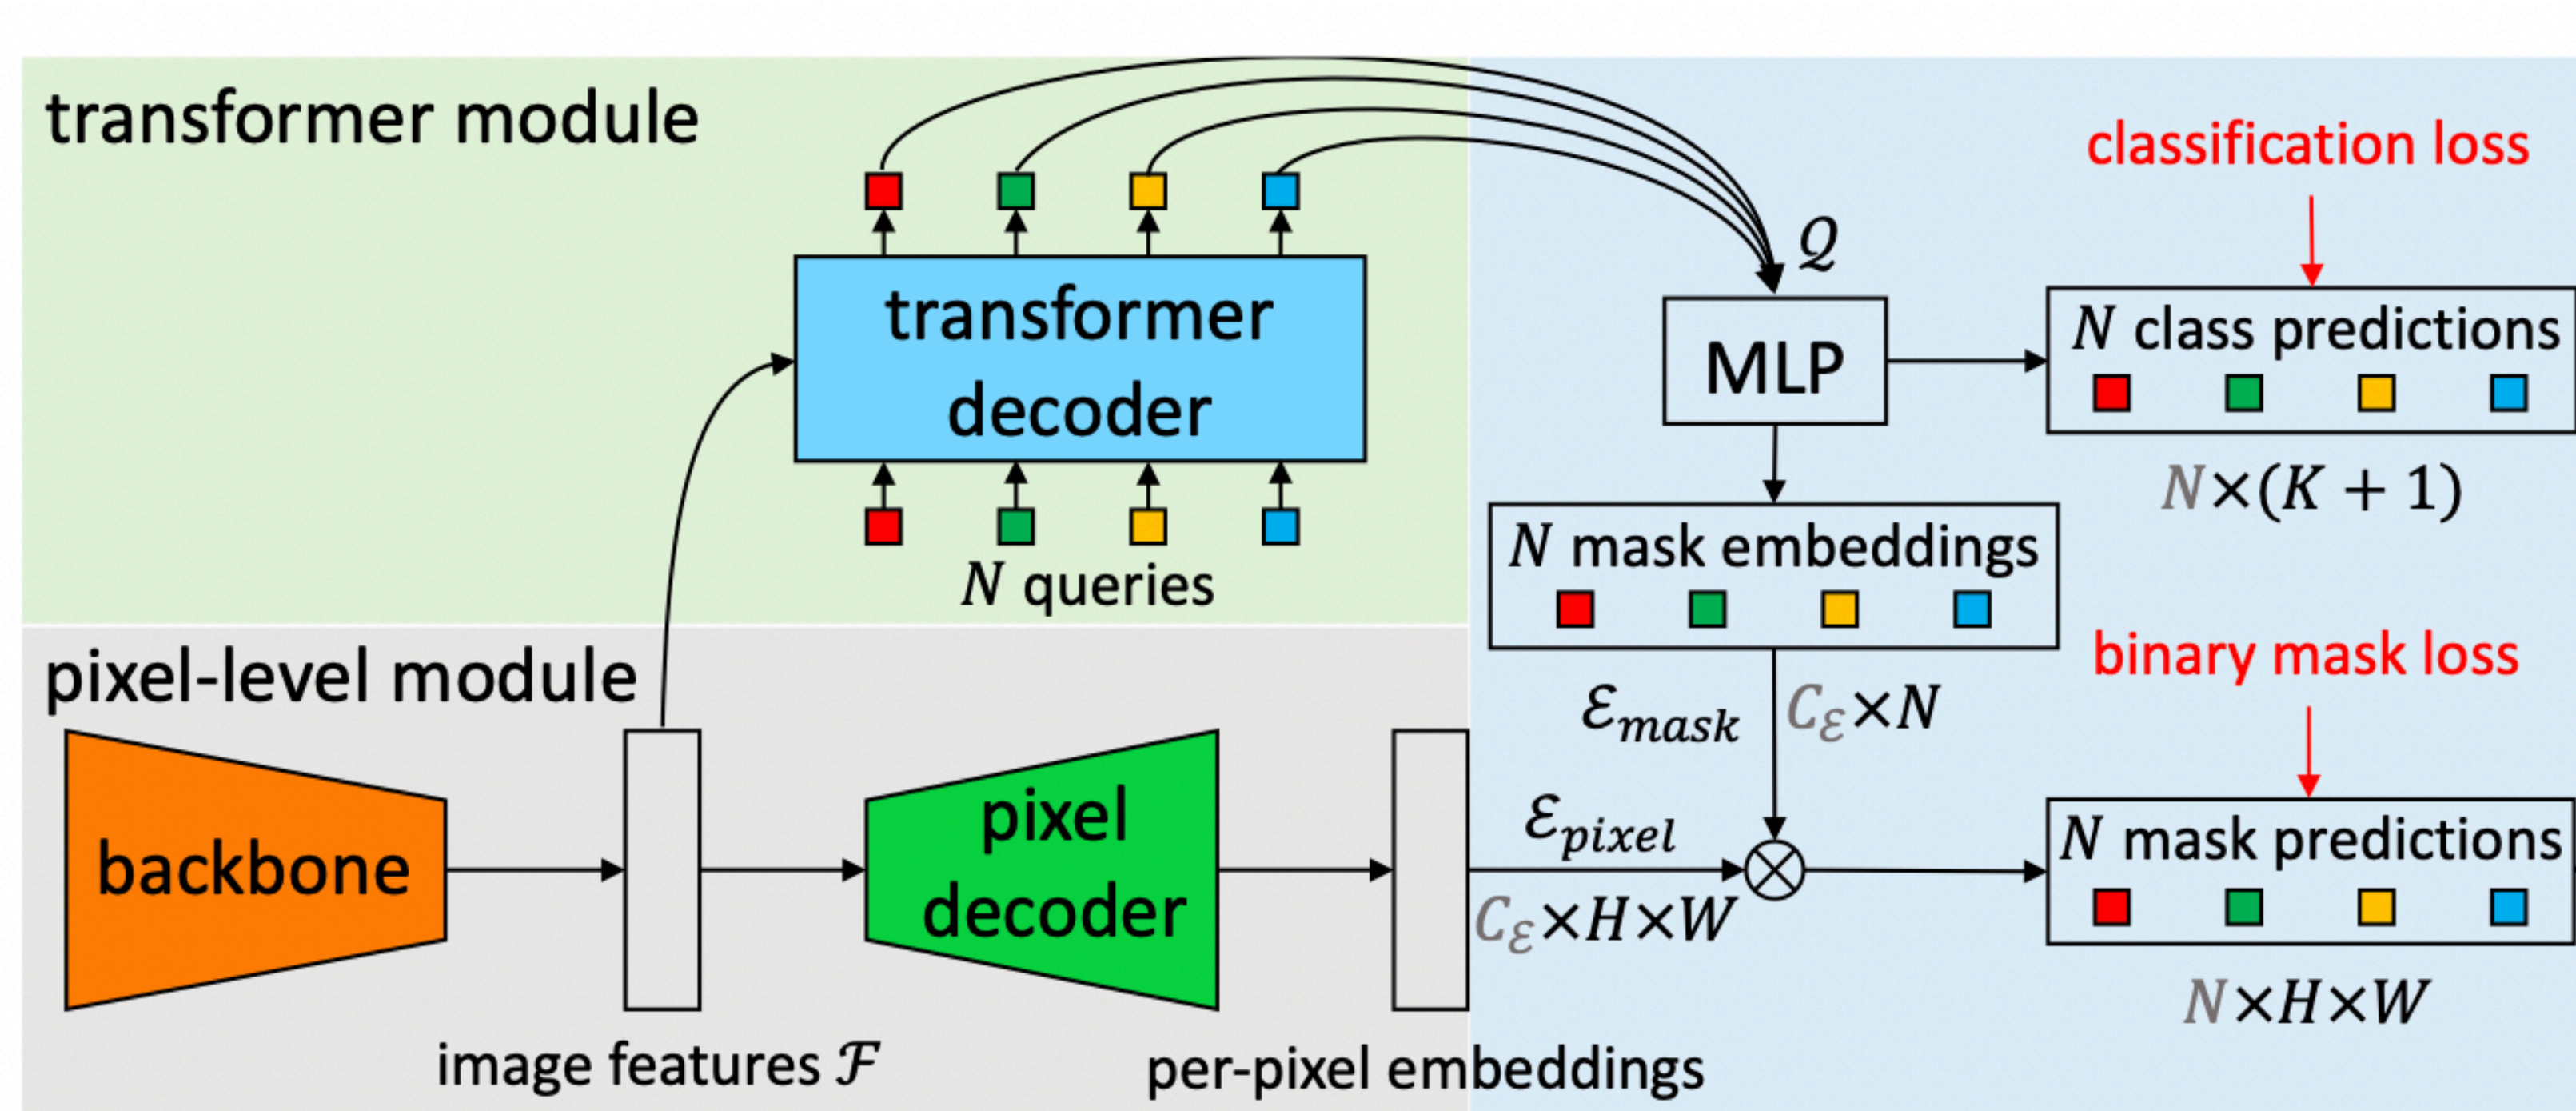 transformer module
transformer
decoder
N queries
pixel-level module
backbone
image features ℱ
pixel
decoder
per-pixel embeddings
𝒬
MLP
classification loss
N class predictions
N×(K + 1)
N mask embeddings
ℰmask
Cℰ×N
ℰpixel
Cℰ×H×W
binary mask loss
N mask predictions
N×H×W